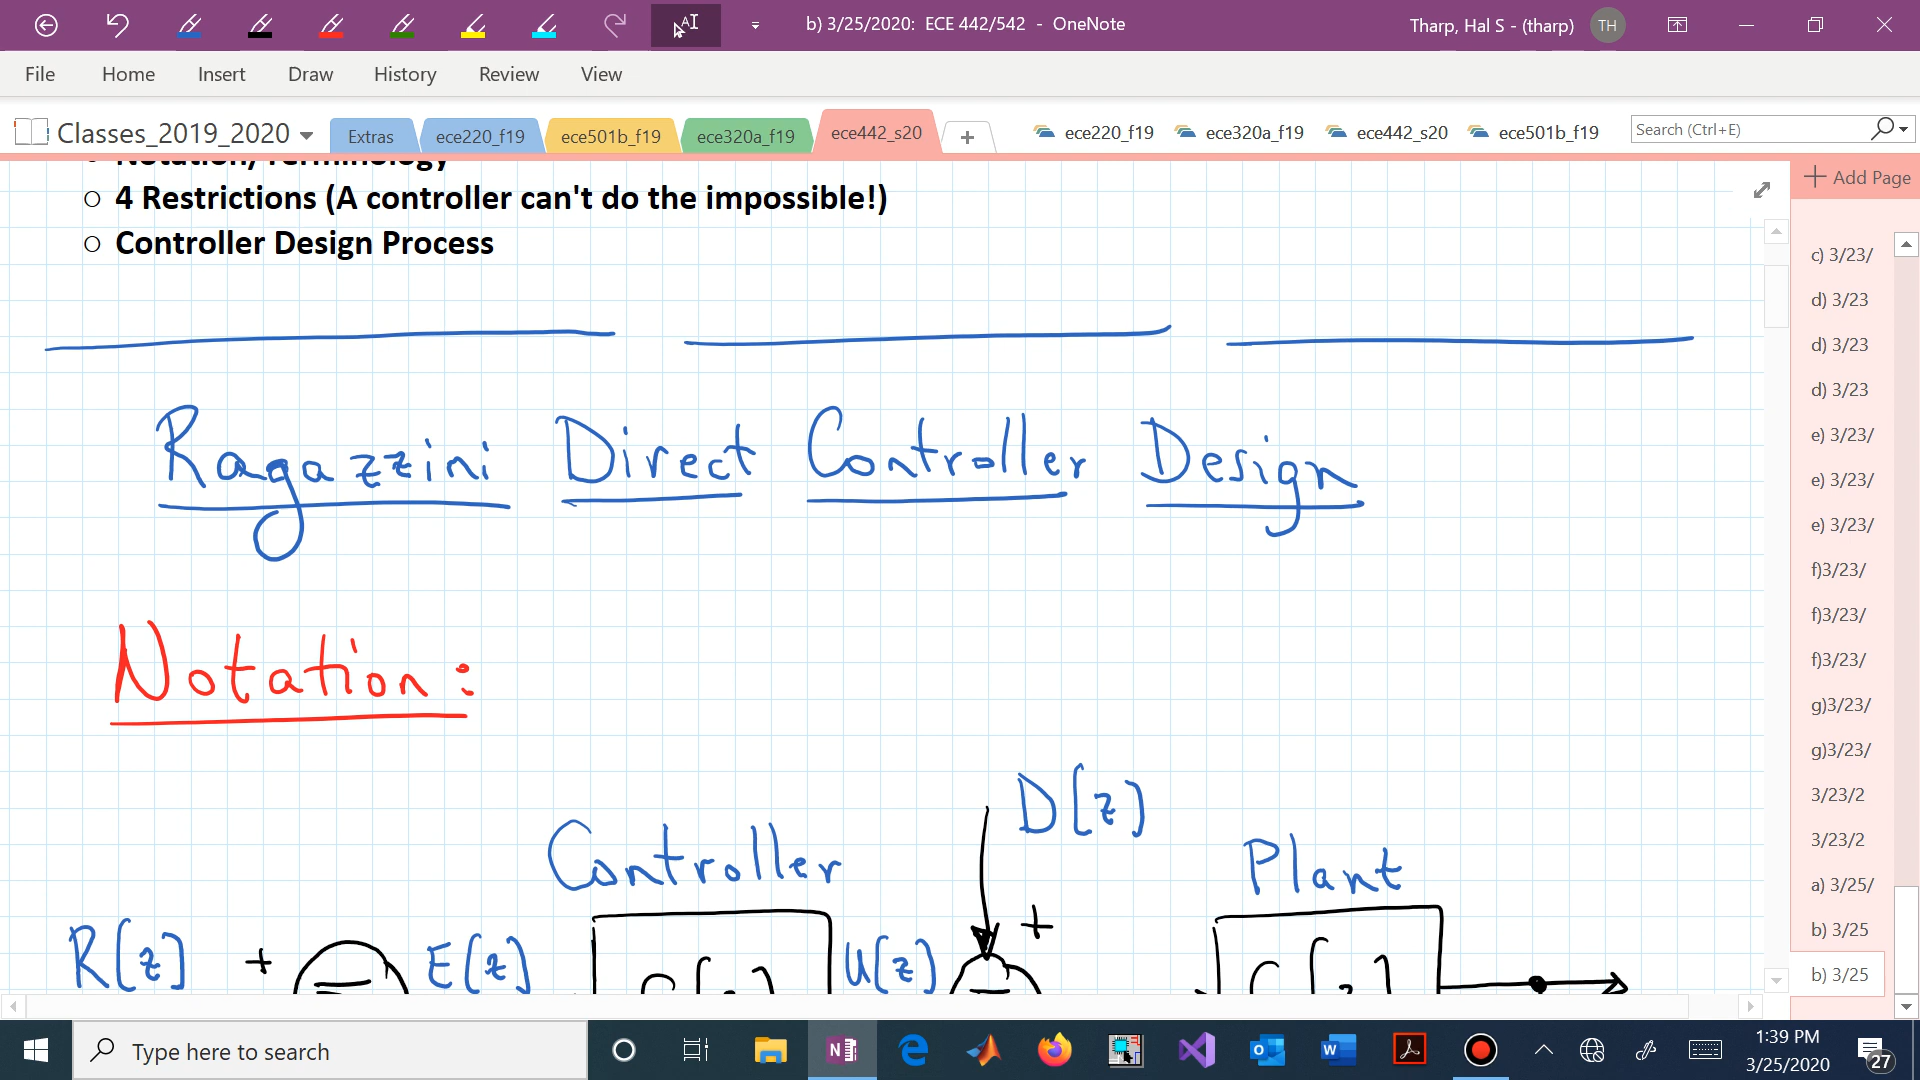 b) 3/25/2020: ECE 442/542 - OneNote
Tharp, Hal S - (tharp)
TH
File Home Insert Draw History Review View
Classes_2019_2020
Extras ece220_f19 ece501b_f19 ece320a_f19 ece442_s20 +
ece220_f19 ece320a_f19 ece442_s20 ece501b_f19
Search (Ctrl+E)
Notation/Terminology
○ 4 Restrictions (A controller can't do the impossible!)
○ Controller Design Process
Ragazzini Direct Controller Design
Notation:
D[z]
Controller
Plant
+
R[z] + E[z] U[z]
Add Page
c) 3/23/
d) 3/23
d) 3/23
d) 3/23
e) 3/23/
e) 3/23/
e) 3/23/
f)3/23/
f)3/23/
f)3/23/
g)3/23/
g)3/23/
3/23/2
3/23/2
a) 3/25/
b) 3/25
b) 3/25
Type here to search
1:39 PM
3/25/2020
27